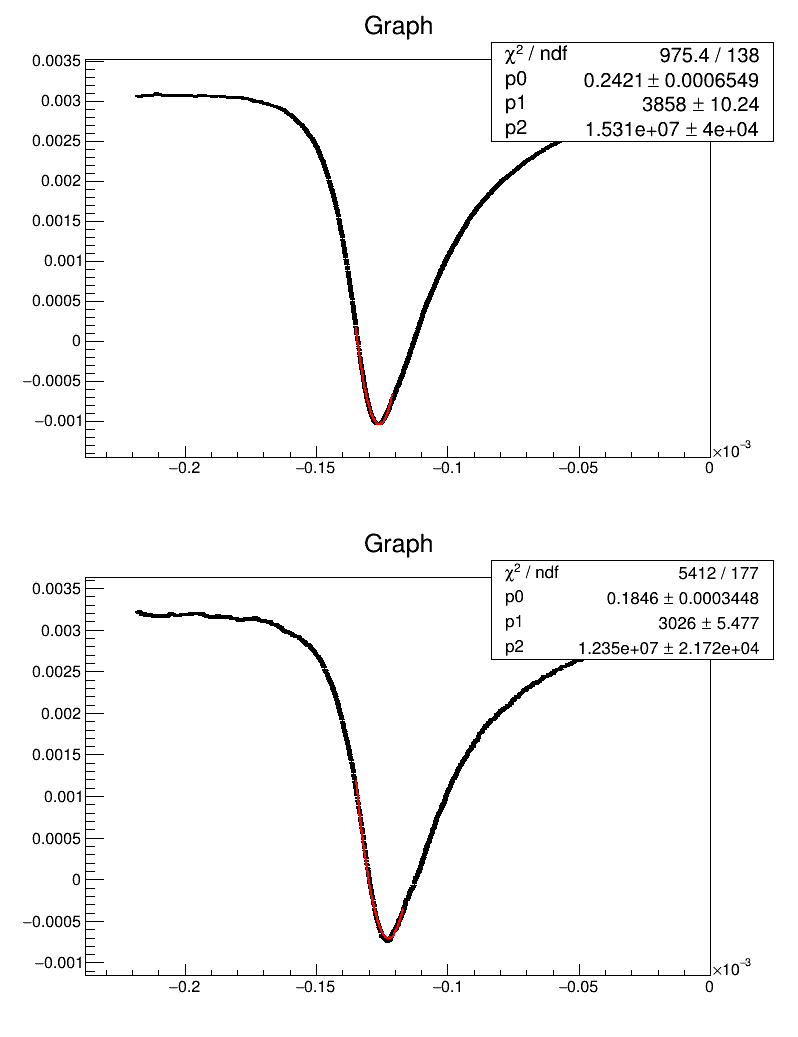 Graph
χ² / ndf 975.4 / 138
p0 0.2421 ± 0.0006549
p1 3858 ± 10.24
p2 1.531e+07 ± 4e+04
0.0035
0.003
0.0025
0.002
0.0015
0.001
0.0005
0
−0.0005
−0.001
−0.2 −0.15 −0.1 −0.05 0
×10⁻³
Graph
χ² / ndf 5412 / 177
p0 0.1846 ± 0.0003448
p1 3026 ± 5.477
p2 1.235e+07 ± 2.172e+04
0.0035
0.003
0.0025
0.002
0.0015
0.001
0.0005
0
−0.0005
−0.001
−0.2 −0.15 −0.1 −0.05 0
×10⁻³